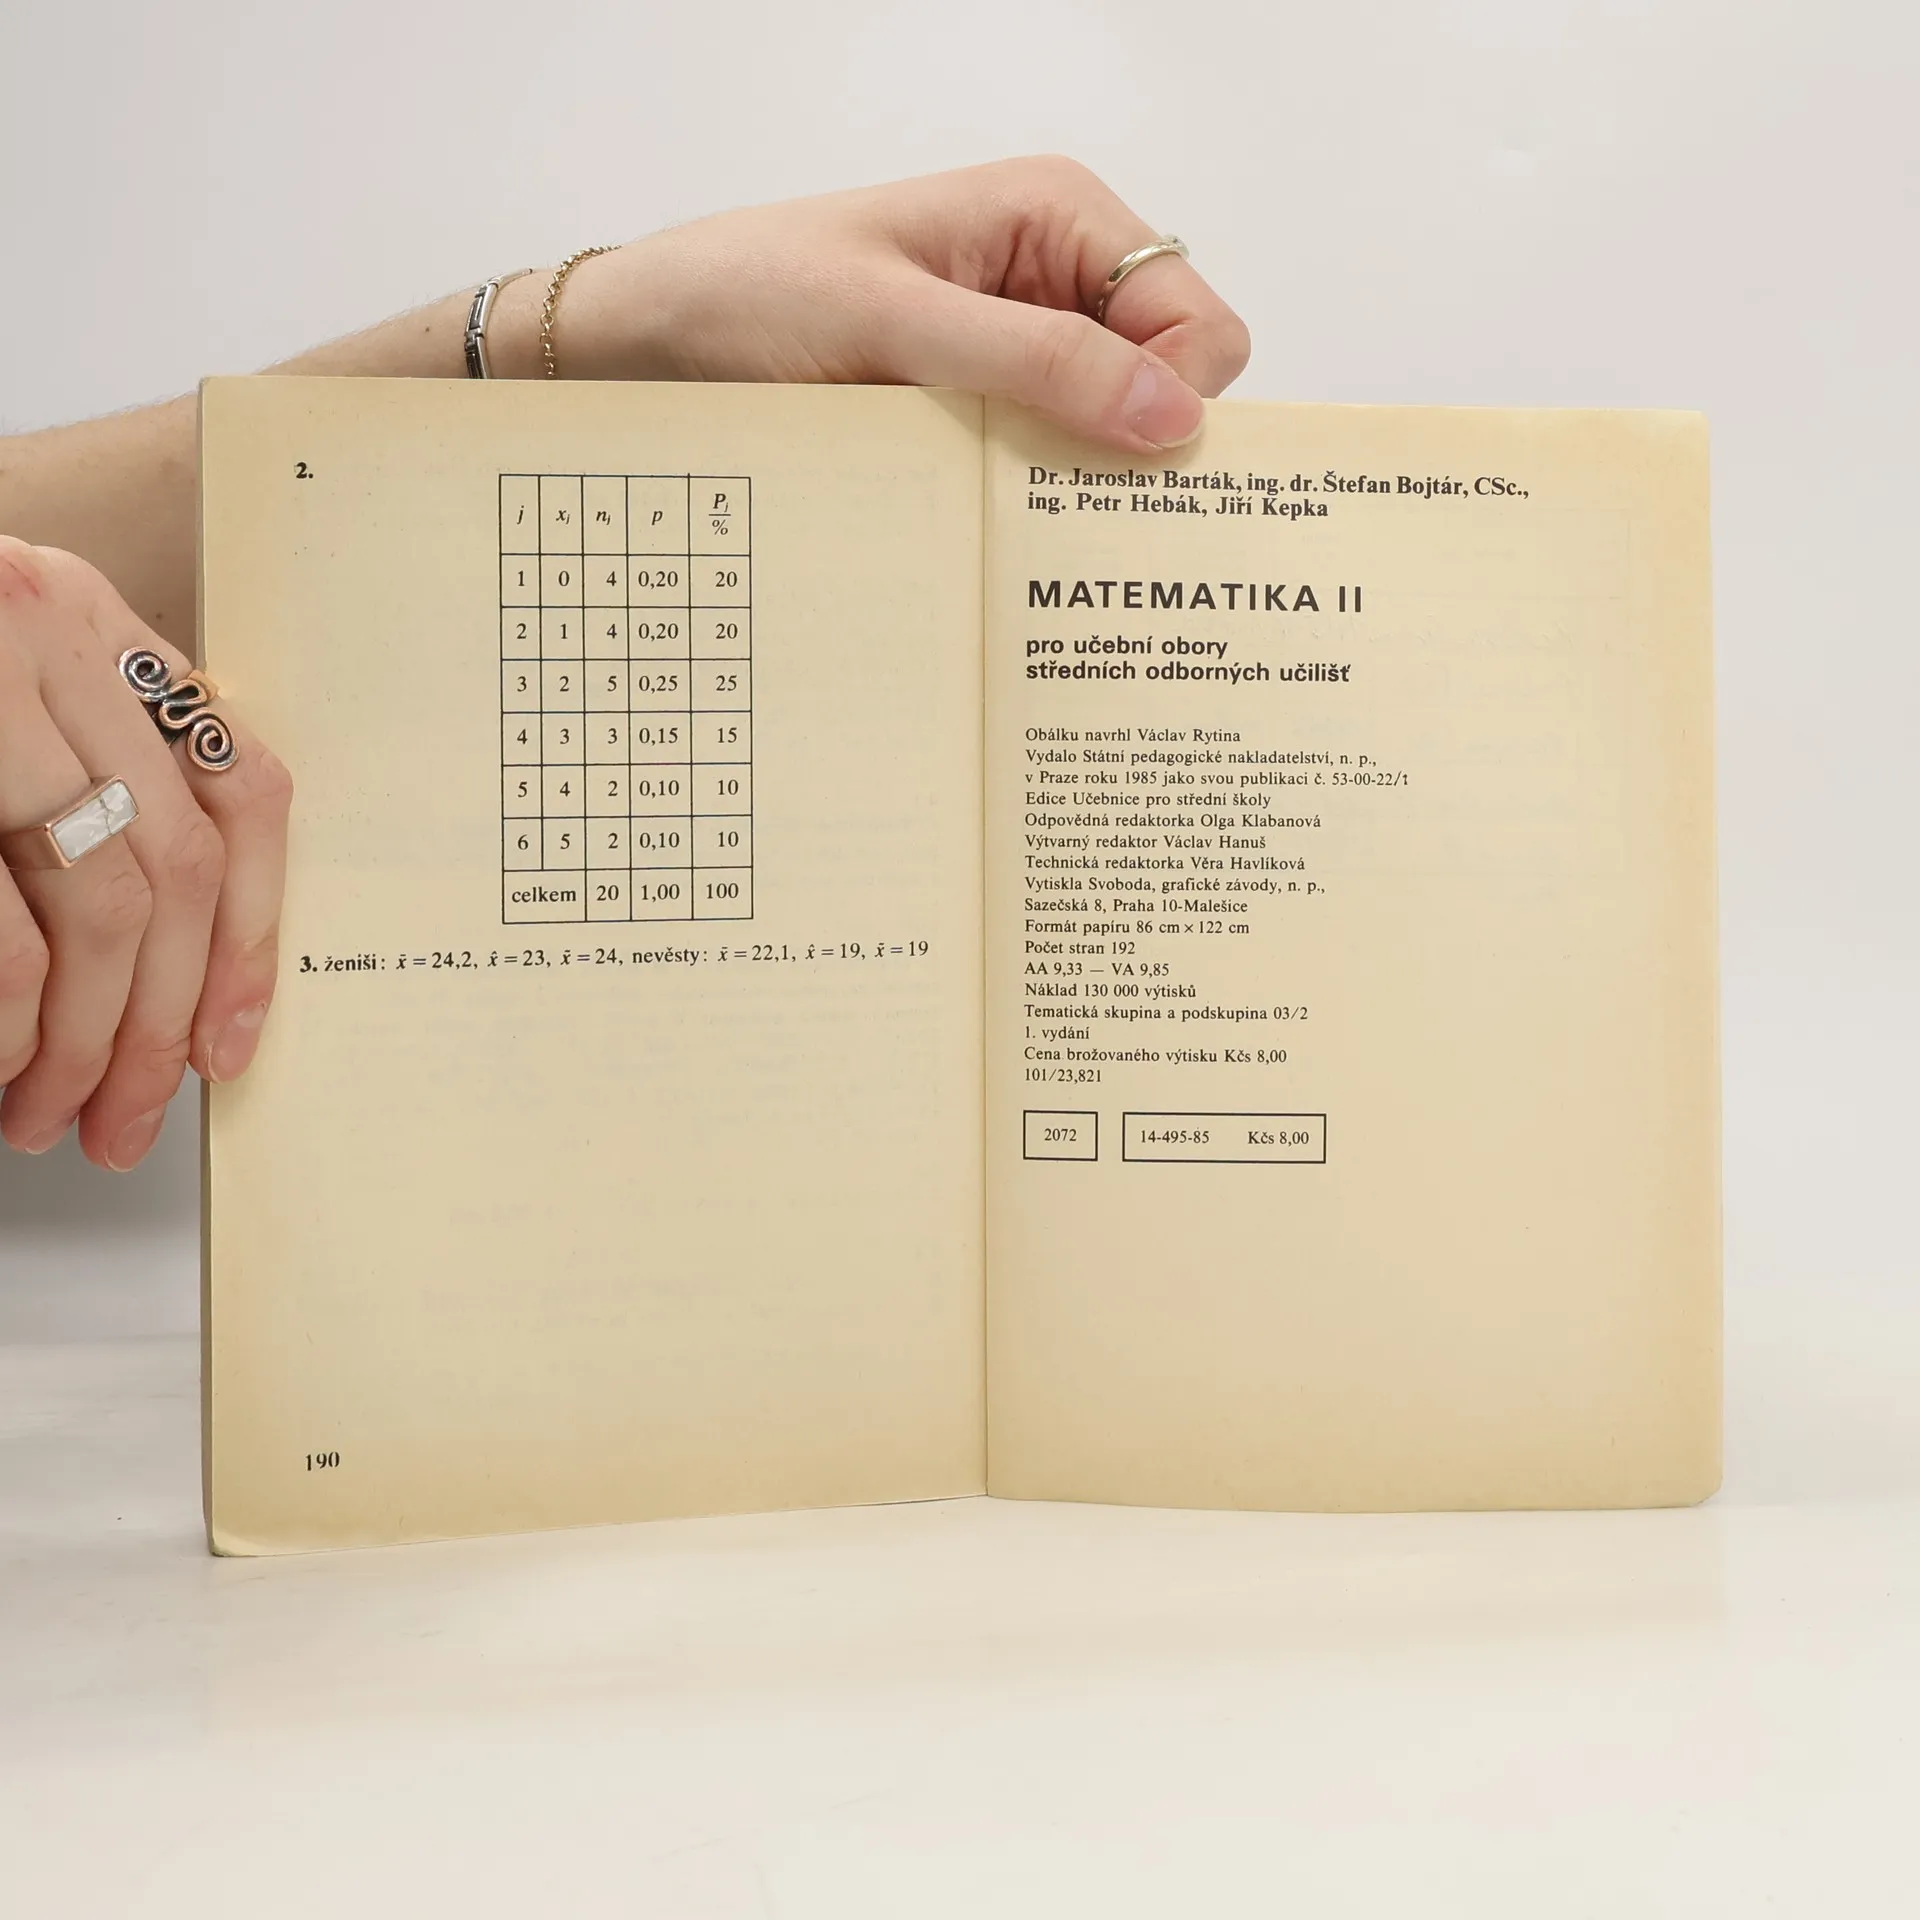 2.
j xj nj p Pj/%
1 0 4 0,20 20
2 1 4 0,20 20
3 2 5 0,25 25
4 3 3 0,15 15
5 4 2 0,10 10
6 5 2 0,10 10
celkem 20 1,00 100
3. ženiši: x̄ = 24,2, x̂ = 23, x̃ = 24, nevěsty: x̄ = 22,1, x̂ = 19, x̃ = 19
190
Dr. Jaroslav Barták, ing. dr. Štefan Bojtár, CSc.,
ing. Petr Hebák, Jiří Kepka
MATEMATIKA II
pro učební obory
středních odborných učilišť
Obálku navrhl Václav Rytina
Vydalo Státní pedagogické nakladatelství, n. p.,
v Praze roku 1985 jako svou publikaci č. 53-00-22/1
Edice Učebnice pro střední školy
Odpovědná redaktorka Olga Klabanová
Výtvarný redaktor Václav Hanuš
Technická redaktorka Věra Havlíková
Vytiskla Svoboda, grafické závody, n. p.,
Sazečská 8, Praha 10-Malešice
Formát papíru 86 cm × 122 cm
Počet stran 192
AA 9,33 — VA 9,85
Náklad 130 000 výtisků
Tematická skupina a podskupina 03/2
1. vydání
Cena brožovaného výtisku Kčs 8,00
101/23,821
2072 14-495-85 Kčs 8,00